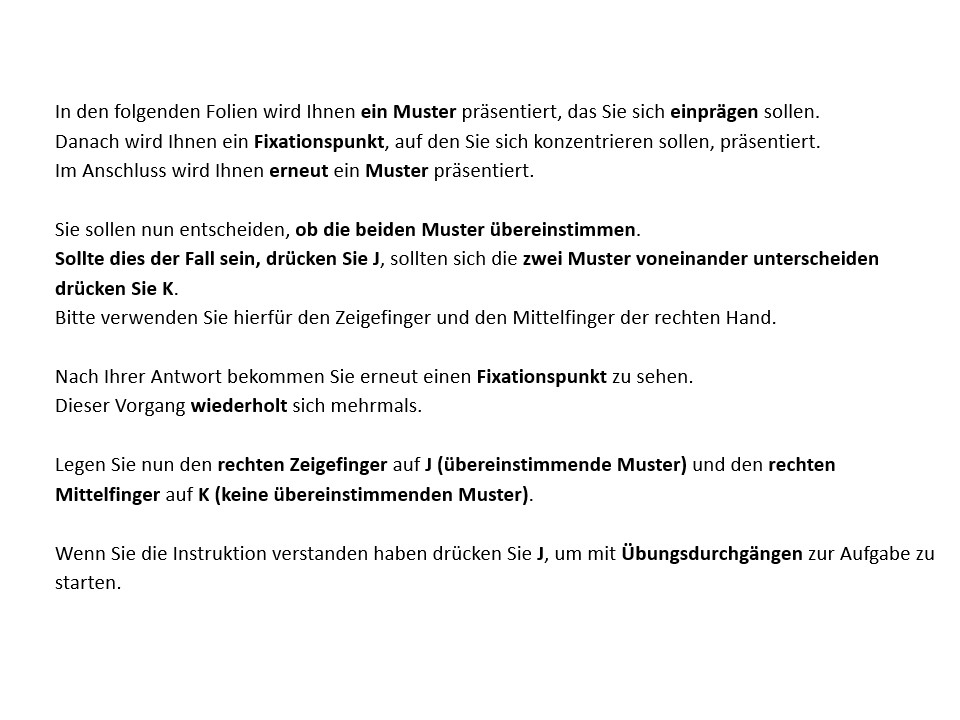 In den folgenden Folien wird Ihnen ein Muster präsentiert, das Sie sich einprägen sollen.
Danach wird Ihnen ein Fixationspunkt, auf den Sie sich konzentrieren sollen, präsentiert.
Im Anschluss wird Ihnen erneut ein Muster präsentiert.
Sie sollen nun entscheiden, ob die beiden Muster übereinstimmen.
Sollte dies der Fall sein, drücken Sie J, sollten sich die zwei Muster voneinander unterscheiden
drücken Sie K.
Bitte verwenden Sie hierfür den Zeigefinger und den Mittelfinger der rechten Hand.
Nach Ihrer Antwort bekommen Sie erneut einen Fixationspunkt zu sehen.
Dieser Vorgang wiederholt sich mehrmals.
Legen Sie nun den rechten Zeigefinger auf J (übereinstimmende Muster) und den rechten
Mittelfinger auf K (keine übereinstimmenden Muster).
Wenn Sie die Instruktion verstanden haben drücken Sie J, um mit Übungsdurchgängen zur Aufgabe zu
starten.